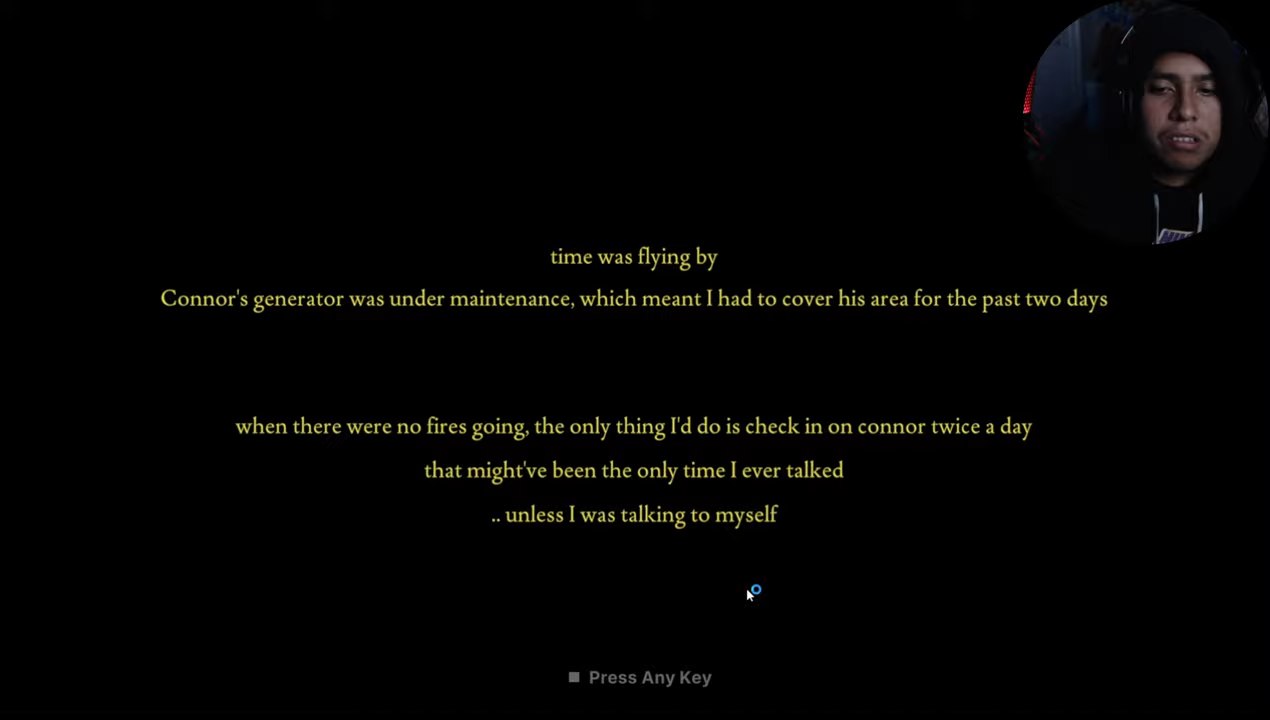 time was flying by
Connor's generator was under maintenance, which meant I had to cover his area for the past two days
when there were no fires going, the only thing I'd do is check in on connor twice a day
that might've been the only time I ever talked
.. unless I was talking to myself
Press Any Key